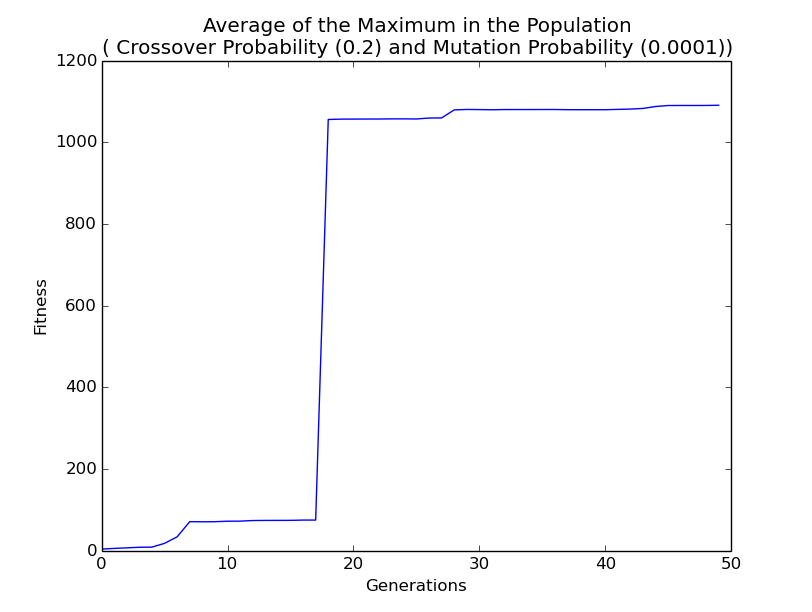 Average of the Maximum in the Population
( Crossover Probability (0.2) and Mutation Probability (0.0001))
1200
1000
800
600
400
200
0
Fitness
0 10 20 30 40 50
Generations